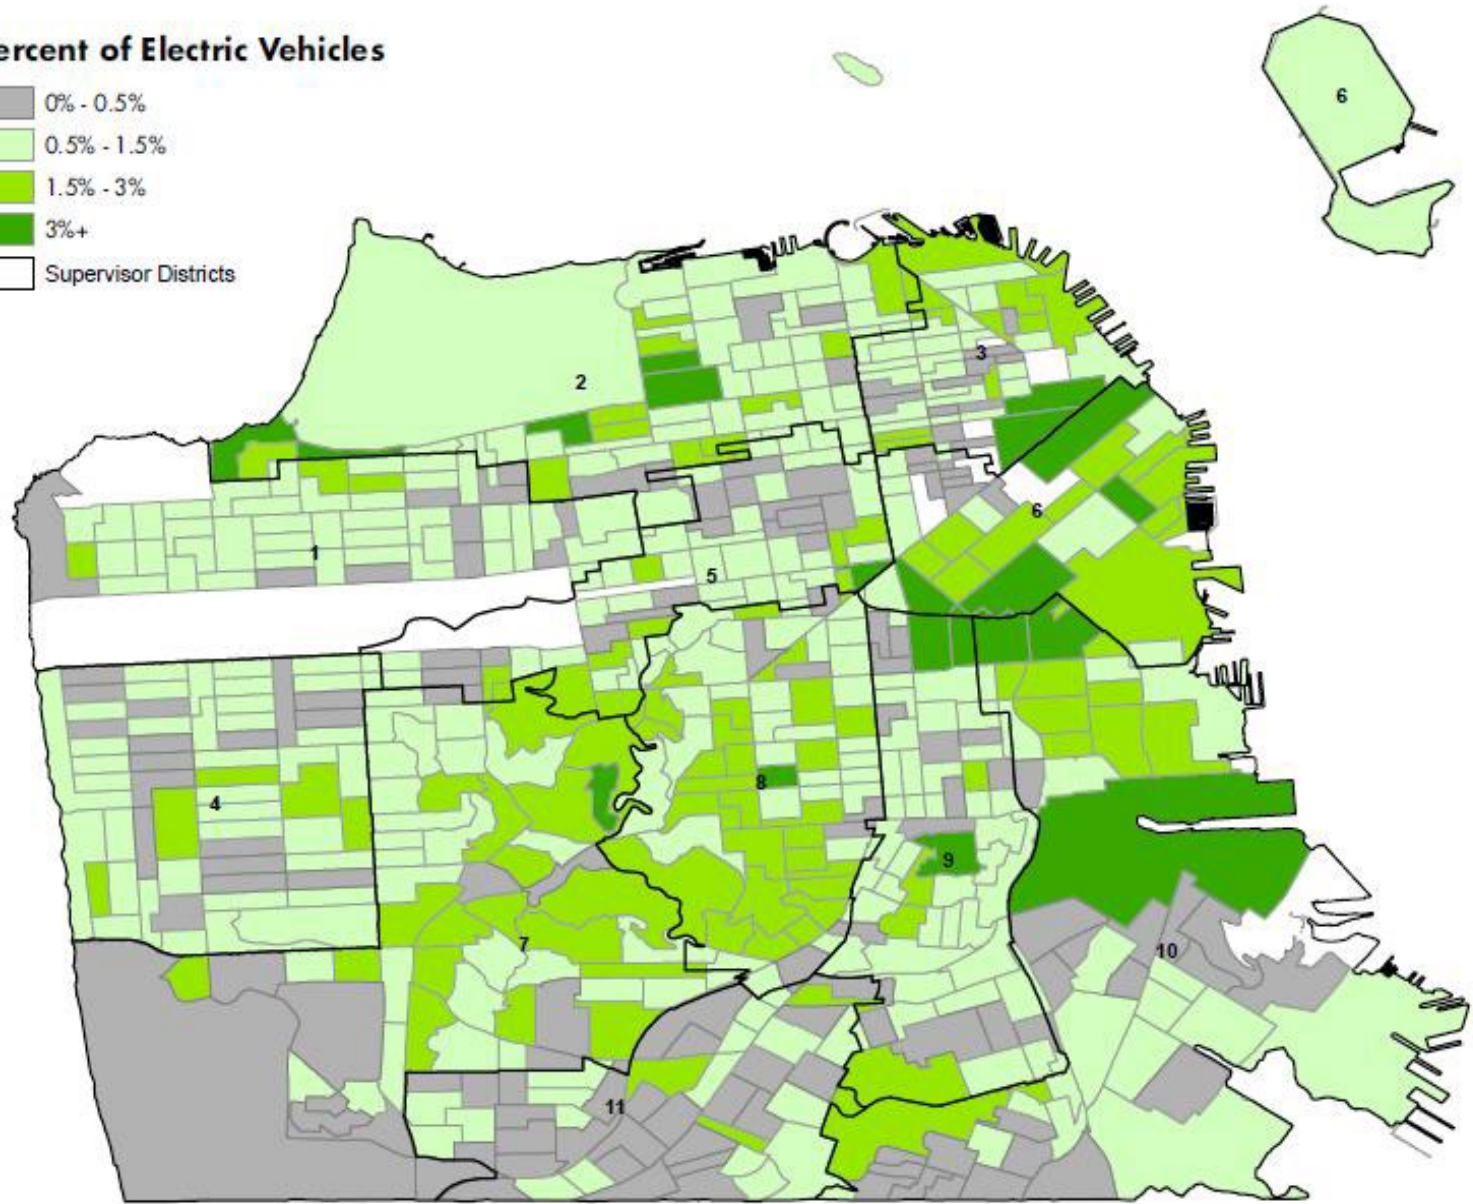 ercent of Electric Vehicles
0% - 0.5%
0.5% - 1.5%
1.5% - 3%
3%+
Supervisor Districts
6
2
3
6
1
5
4
8
9
7
10
11